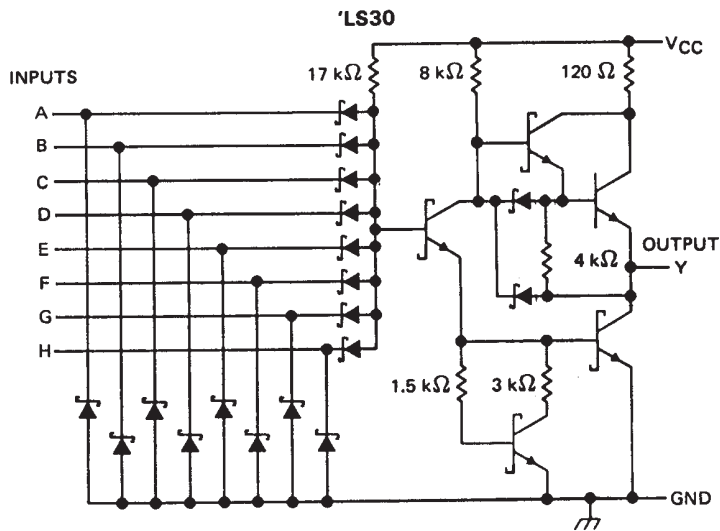 'LS30
VCC
INPUTS
17 kΩ
8 kΩ
120 Ω
A
B
C
D
E
F
G
H
4 kΩ
OUTPUT
Y
1.5 kΩ
3 kΩ
GND